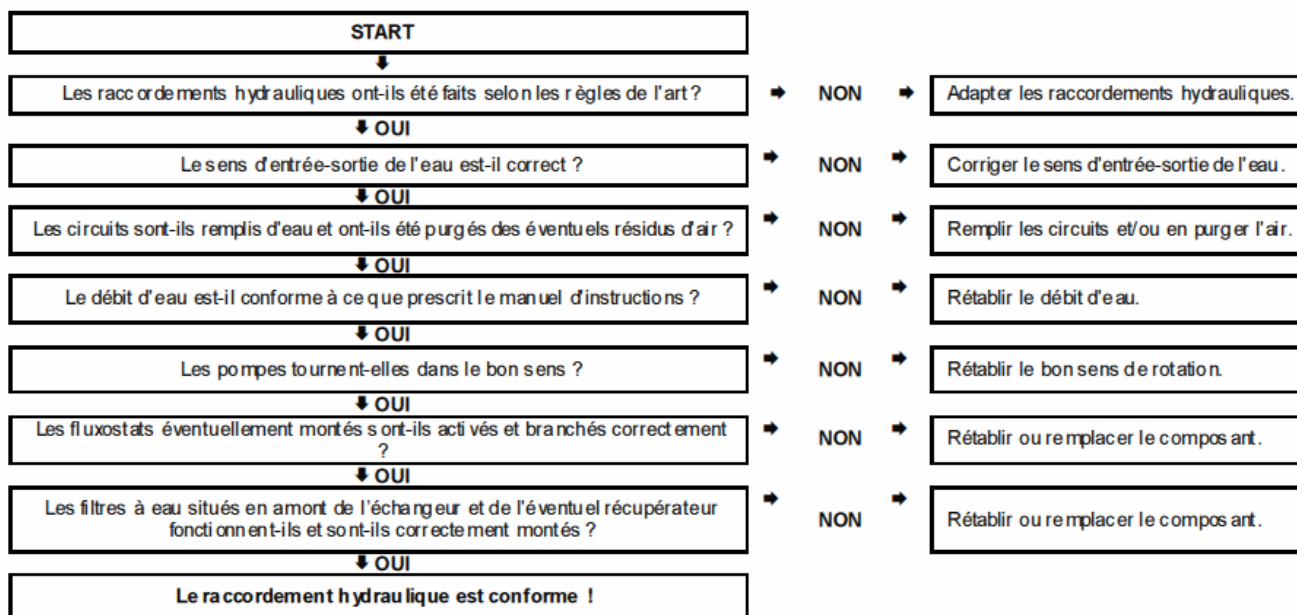 START
Les raccordements hydrauliques ont-ils été faits selon les règles de l'art ?
NON
Adapter les raccordements hydrauliques.
OUI
Le sens d'entrée-sortie de l'eau est-il correct ?
NON
Corriger le sens d'entrée-sortie de l'eau.
OUI
Les circuits sont-ils remplis d'eau et ont-ils été purgés des éventuels résidus d'air ?
NON
Remplir les circuits et/ou en purger l'air.
OUI
Le débit d'eau est-il conforme à ce que prescrit le manuel d'instructions ?
NON
Rétablir le débit d'eau.
OUI
Les pompes tournent-elles dans le bon sens ?
NON
Rétablir le bon sens de rotation.
OUI
Les fluxostats éventuellement montés sont-ils activés et branchés correctement
?
NON
Rétablir ou remplacer le composant.
OUI
Les filtres à eau situés en amont de l'échangeur et de l'éventuel récupérateur
fonctionnent-ils et sont-ils correctement montés ?
NON
Rétablir ou remplacer le composant.
OUI
Le raccordement hydraulique est conforme !